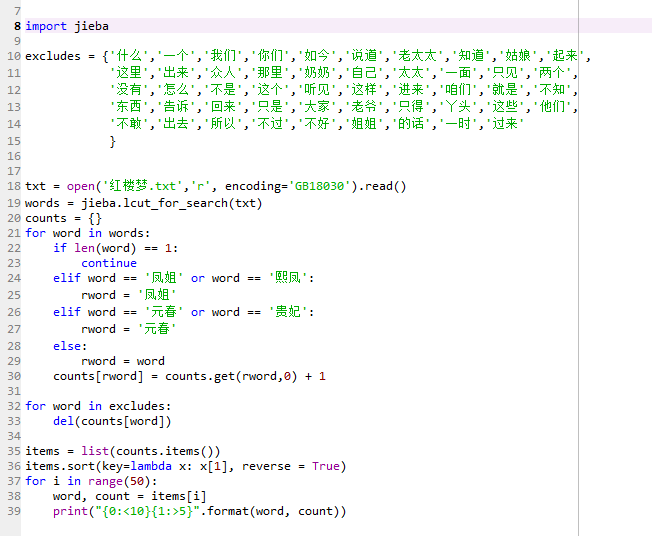 7
8 import jieba
9
10 excludes = {'什么','一个','我们','你们','如今','说道','老太太','知道','姑娘','起来',
11            '这里','出来','众人','那里','奶奶','自己','太太','一面','只见','两个',
12            '没有','怎么','不是','这个','听见','这样','进来','咱们','就是','不知',
13            '东西','告诉','回来','只是','大家','老爷','只得','丫头','这些','他们',
14            '不敢','出去','所以','不过','不好','姐姐','的话','一时','过来'
15            }
16
17
18 txt = open('红楼梦.txt','r', encoding='GB18030').read()
19 words = jieba.lcut_for_search(txt)
20 counts = {}
21 for word in words:
22     if len(word) == 1:
23         continue
24     elif word == '凤姐' or word == '熙凤':
25         rword = '凤姐'
26     elif word == '元春' or word == '贵妃':
27         rword = '元春'
28     else:
29         rword = word
30     counts[rword] = counts.get(rword,0) + 1
31
32 for word in excludes:
33     del(counts[word])
34
35 items = list(counts.items())
36 items.sort(key=lambda x: x[1], reverse = True)
37 for i in range(50):
38     word, count = items[i]
39     print("{0:<10}{1:>5}".format(word, count))